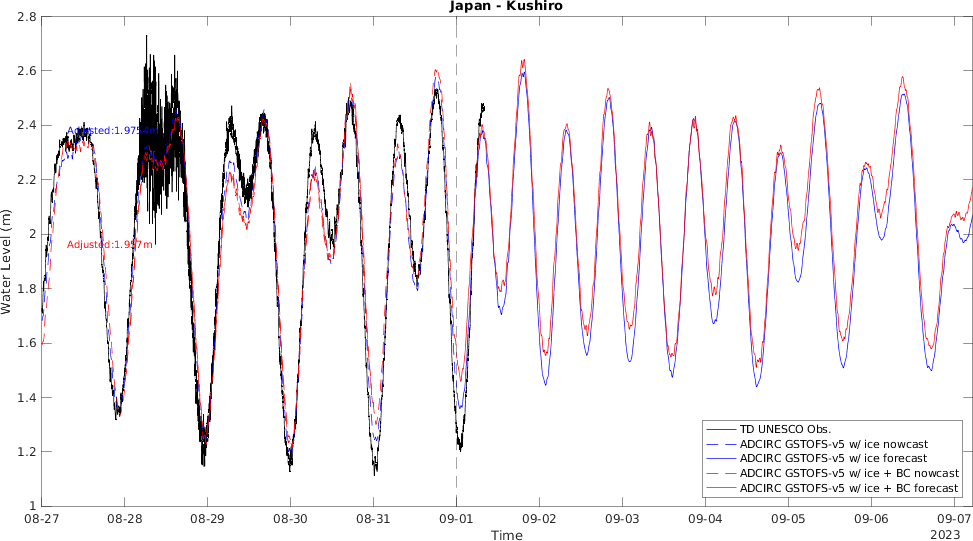 Japan - Kushiro
Water Level (m)
2.8
2.6
2.4
2.2
2
1.8
1.6
1.4
1.2
1
Adjusted:1.9754m
Adjusted:1.957m
TD UNESCO Obs.
ADCIRC GSTOFS-v5 w/ ice nowcast
ADCIRC GSTOFS-v5 w/ ice forecast
ADCIRC GSTOFS-v5 w/ ice + BC nowcast
ADCIRC GSTOFS-v5 w/ ice + BC forecast
08-27 08-28 08-29 08-30 08-31 09-01 09-02 09-03 09-04 09-05 09-06 09-07
Time
2023